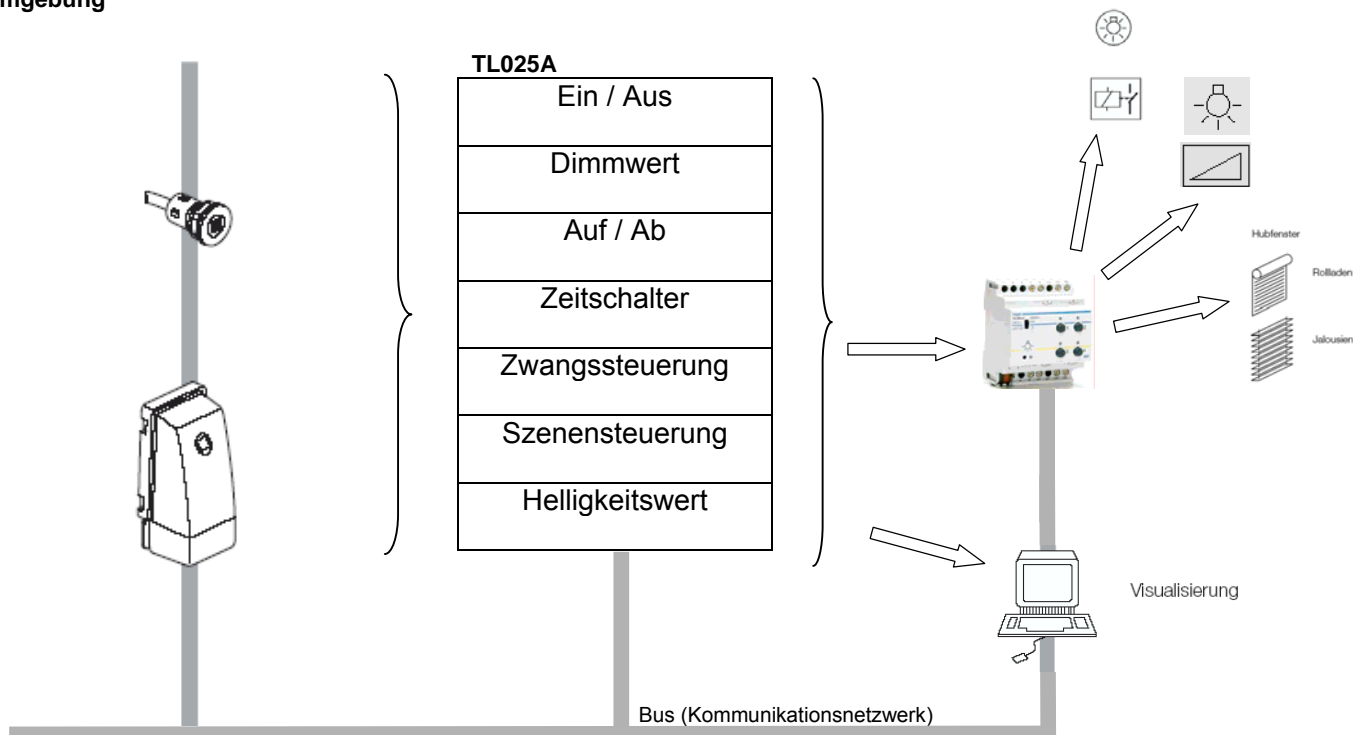 mgebung
TL025A
Ein / Aus
Dimmwert
Auf / Ab
Zeitschalter
Zwangssteuerung
Szenensteuerung
Helligkeitswert
Hubfenster
Rollladen
Jalousien
Visualisierung
Bus (Kommunikationsnetzwerk)